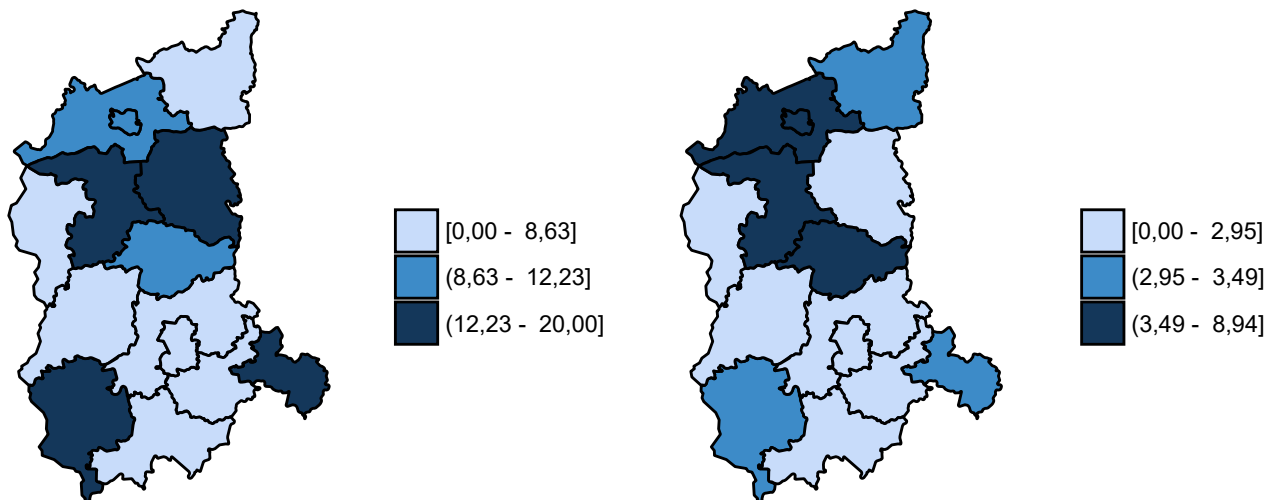 [0,00 - 8,63]
(8,63 - 12,23]
(12,23 - 20,00]
[0,00 - 2,95]
(2,95 - 3,49]
(3,49 - 8,94]